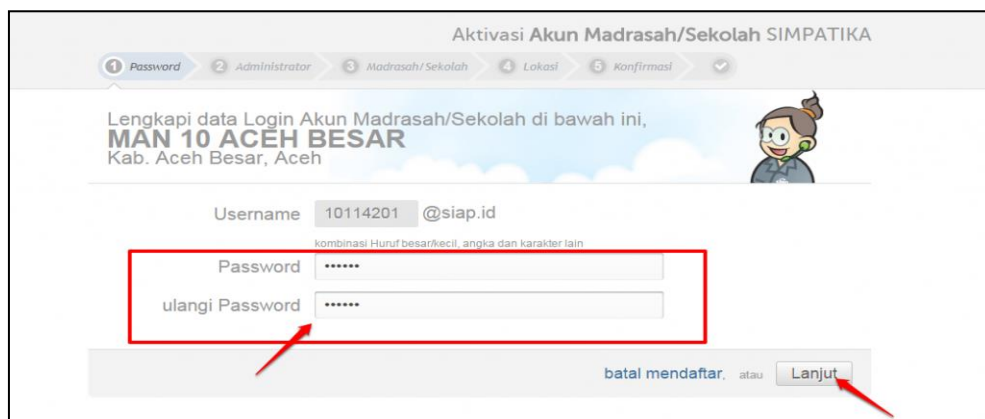 Aktivasi Akun Madrasah/Sekolah SIMPATIKA
1 Password 2 Administrator 3 Madrasah/Sekolah 4 Lokasi 5 Konfirmasi
Lengkapi data Login Akun Madrasah/Sekolah di bawah ini,
MAN 10 ACEH BESAR
Kab. Aceh Besar, Aceh
Username 10114201 @siap.id
kombinasi Huruf besar/kecil, angka dan karakter lain
Password ••••••
ulangi Password ••••••
batal mendaftar, atau Lanjut